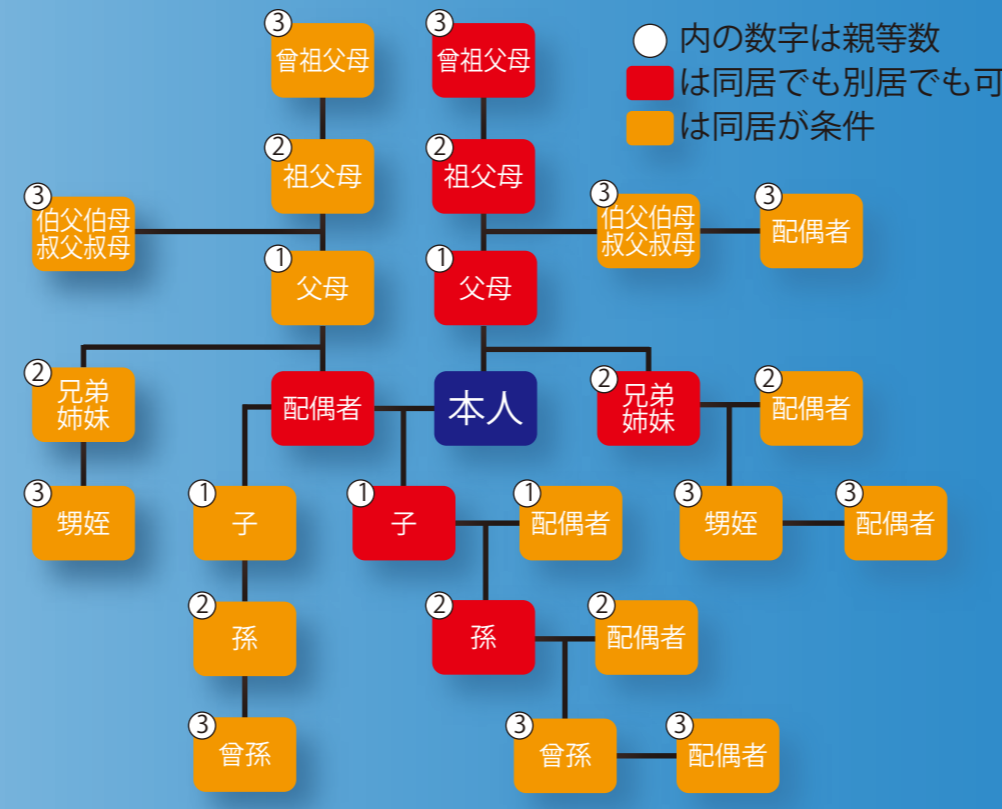 ③
曾祖父母
③
曾祖父母
○内の数字は親等数
は同居でも別居でも可
は同居が条件
②
祖父母
②
祖父母
③
伯父伯母
叔父叔母
③
伯父伯母
叔父叔母
③
配偶者
①
父母
①
父母
②
兄弟
姉妹
配偶者
本人
②
兄弟
姉妹
②
配偶者
③
甥姪
①
子
①
子
①
配偶者
③
甥姪
③
配偶者
②
孫
②
孫
②
配偶者
③
曾孫
③
曾孫
③
配偶者